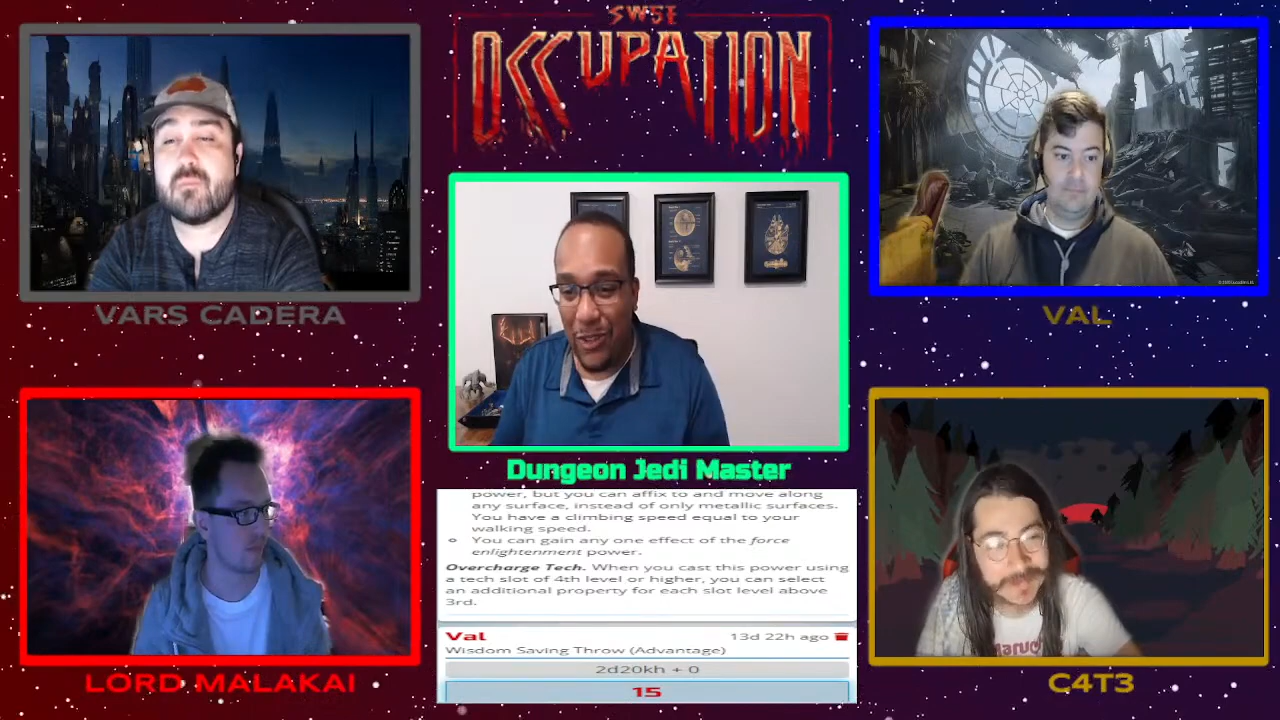 SW5E
OCCUPATION
VARS CADERA
VAL
Dungeon Jedi Master
LORD MALAKAI
C4T3
power, but you can affix to and move along
any surface, instead of only metallic surfaces.
You have a climbing speed equal to your
walking speed.
You can gain any one effect of the force
enlightenment power.
Overcharge Tech. When you cast this power using
a tech slot of 4th level or higher, you can select
an additional property for each slot level above
3rd.
Val 13d 22h ago
Wisdom Saving Throw (Advantage)
2d20kh + 0
15